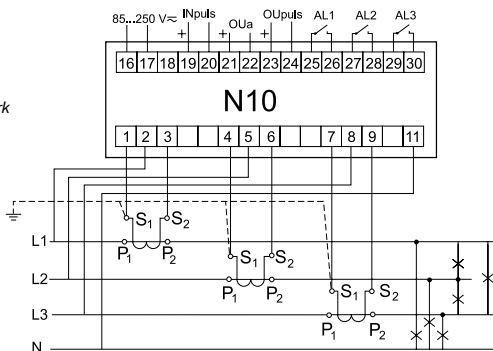 85...250 V≂ INpuls OUa OUpuls AL1 AL2 AL3
+ + +
16 17 18 19 20 21 22 23 24 25 26 27 28 29 30
rk
N10
1 2 3 4 5 6 7 8 9 11
S1 S2
L1
P1 P2 S1 S2
L2
P1 P2 S1 S2
L3
P1 P2
N